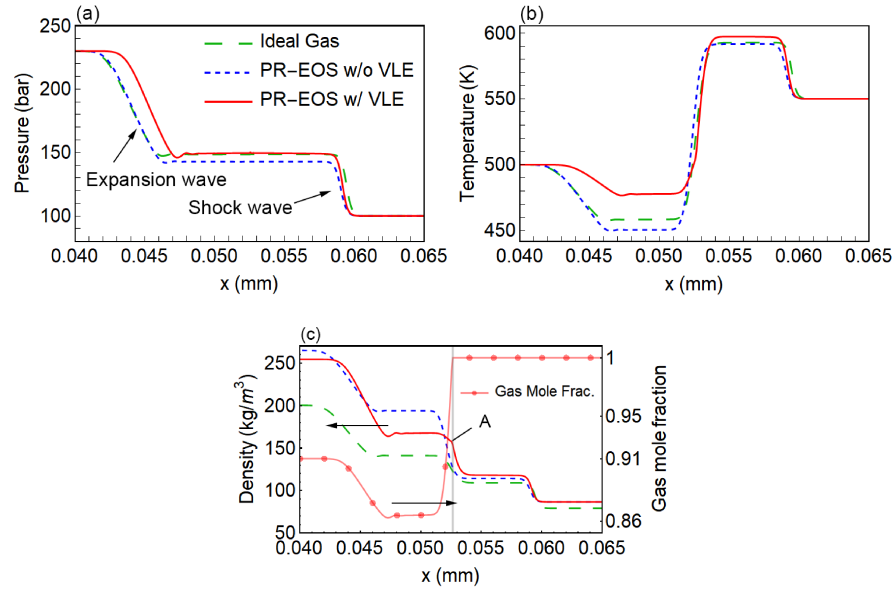 (a)
Ideal Gas
PR−EOS w/o VLE
PR−EOS w/ VLE
Expansion wave
Shock wave
Pressure (bar)
250
200
150
100
0.040 0.045 0.050 0.055 0.060 0.065
x (mm)
(b)
Temperature (K)
600
550
500
450
0.040 0.045 0.050 0.055 0.060 0.065
x (mm)
(c)
Gas Mole Frac.
A
Density (kg/m³)
250
200
150
100
50
1
0.95
0.91
0.86
Gas mole fraction
0.040 0.045 0.050 0.055 0.060 0.065
x (mm)